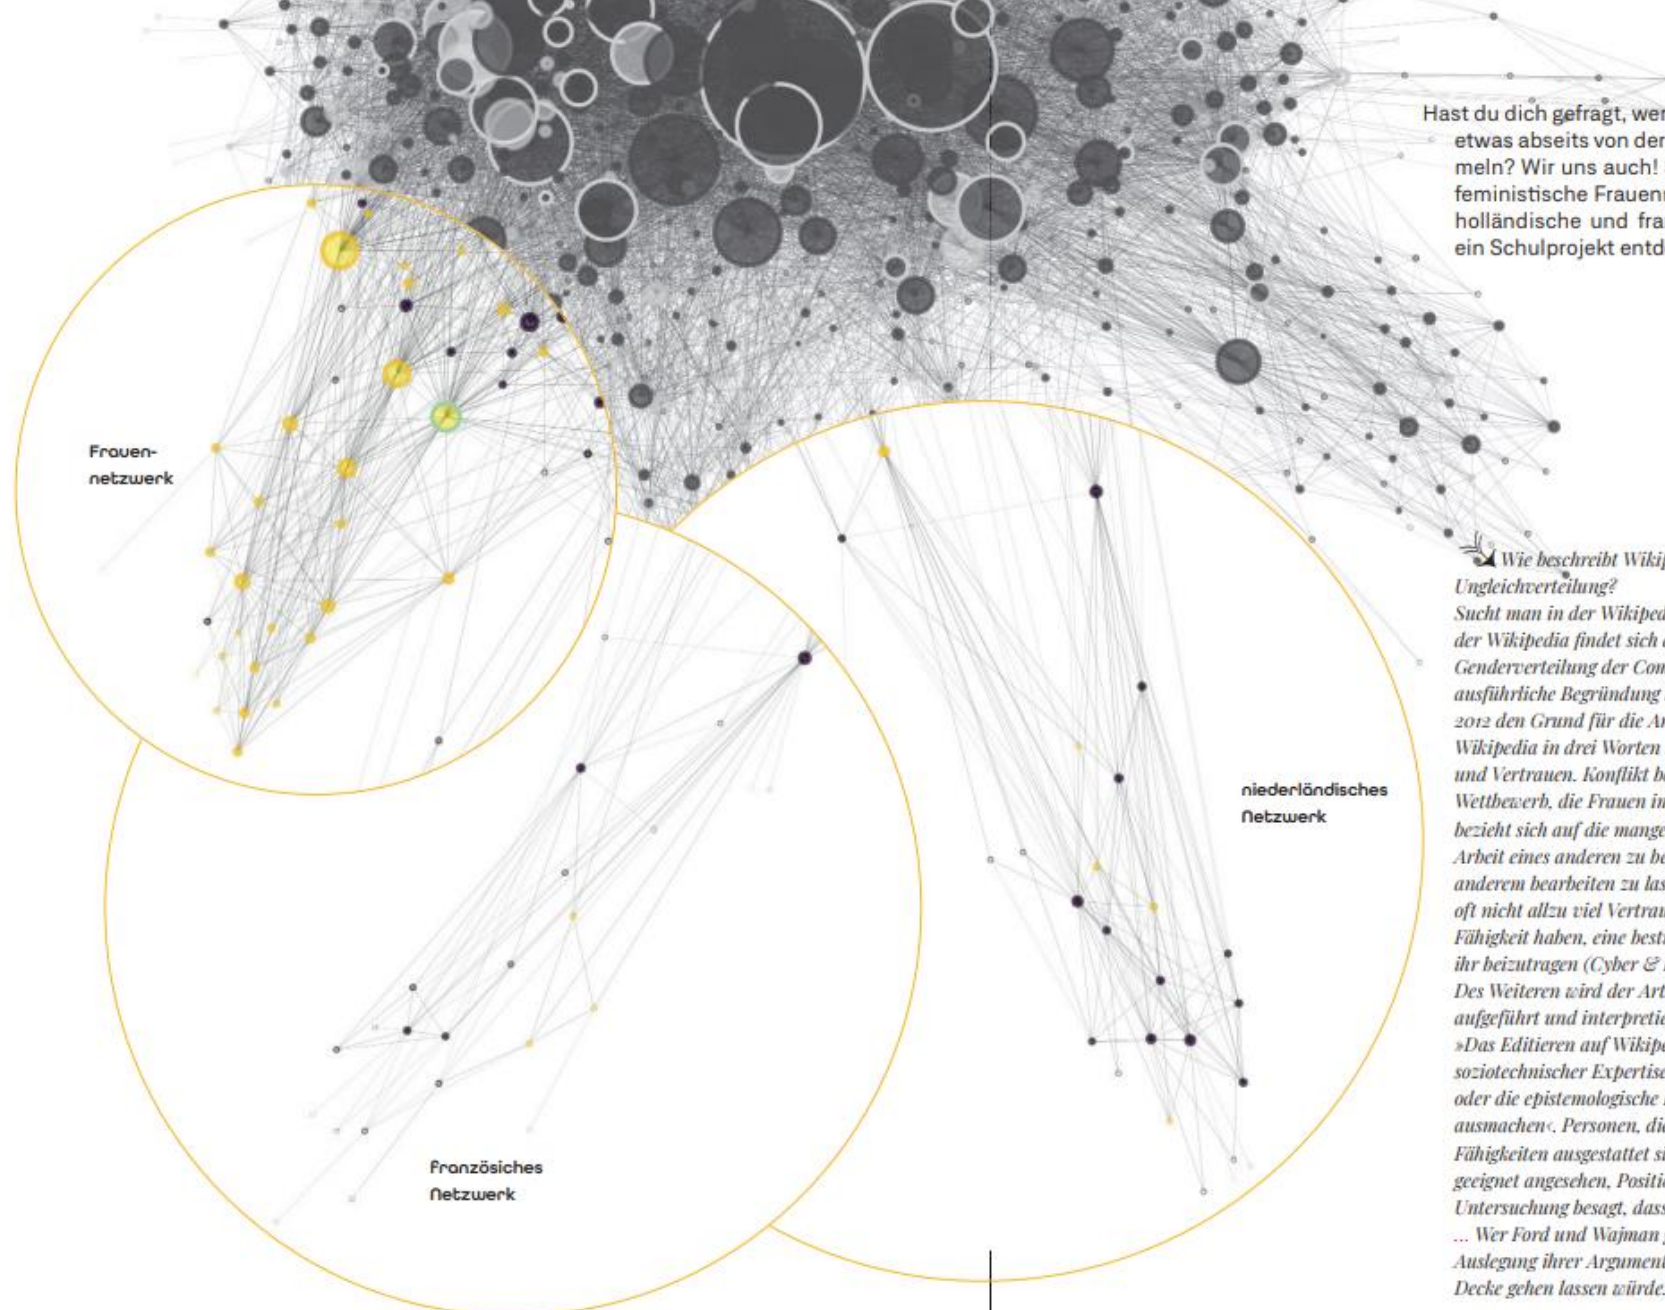 Hast du dich gefragt, wer
etwas abseits von der
meln? Wir uns auch!
feministische Frauen
holländische und fra
ein Schulprojekt entd
Frauen-
netzwerk
Wie beschreibt Wikip
Ungleichverteilung?
Sucht man in der Wikiped
der Wikipedia findet sich
Genderverteilung der Com
ausführliche Begründung
2012 den Grund für die Ar
Wikipedia in drei Worten
und Vertrauen. Konflikt b
Wettbewerb, die Frauen in
bezieht sich auf die mange
Arbeit eines anderen zu be
anderem bearbeiten zu las
oft nicht allzu viel Vertrau
Fähigkeit haben, eine best
ihr beizutragen (Cyber &
Des Weiteren wird der Art
aufgeführt und interpretie
»Das Editieren auf Wikipe
soziotechnischer Expertise
oder die epistemologische
ausmachen‹. Personen, die
Fähigkeiten ausgestattet si
geeignet angesehen, Positio
Untersuchung besagt, dass
... Wer Ford und Wajman
Auslegung ihrer Argument
Decke gehen lassen würde.
niederländisches
Netzwerk
französiches
Netzwerk